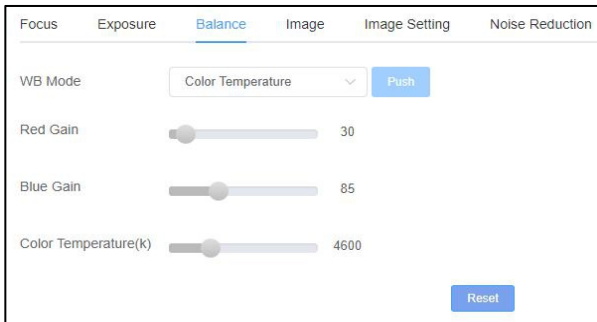 Focus Exposure Balance Image Image Setting Noise Reduction
WB Mode Color Temperature Push
Red Gain 30
Blue Gain 85
Color Temperature(k) 4600
Reset